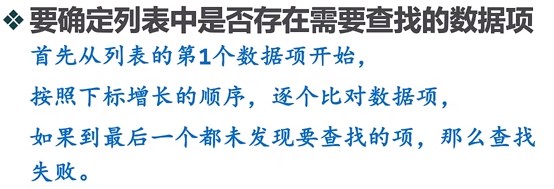 ❖要确定列表中是否存在需要查找的数据项
首先从列表的第1个数据项开始，
按照下标增长的顺序，逐个比对数据项，
如果到最后一个都未发现要查找的项，那么查找
失败。